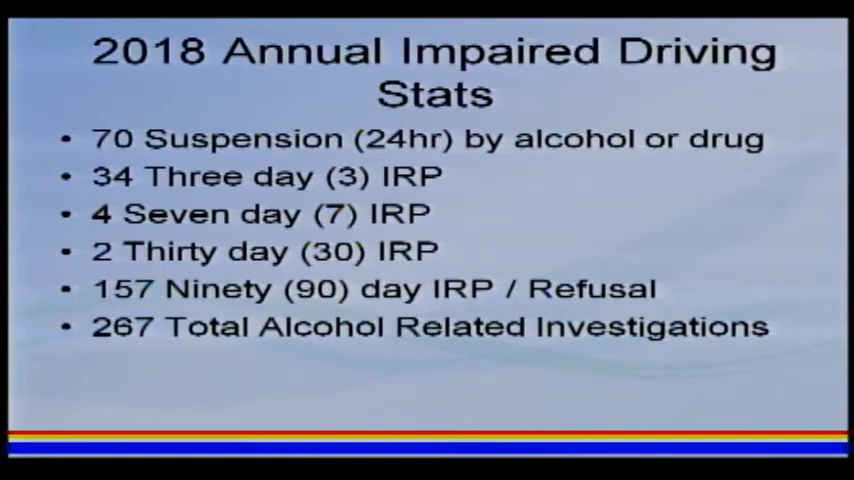 2018 Annual Impaired Driving
Stats
• 70 Suspension (24hr) by alcohol or drug
• 34 Three day (3) IRP
• 4 Seven day (7) IRP
• 2 Thirty day (30) IRP
• 157 Ninety (90) day IRP / Refusal
• 267 Total Alcohol Related Investigations